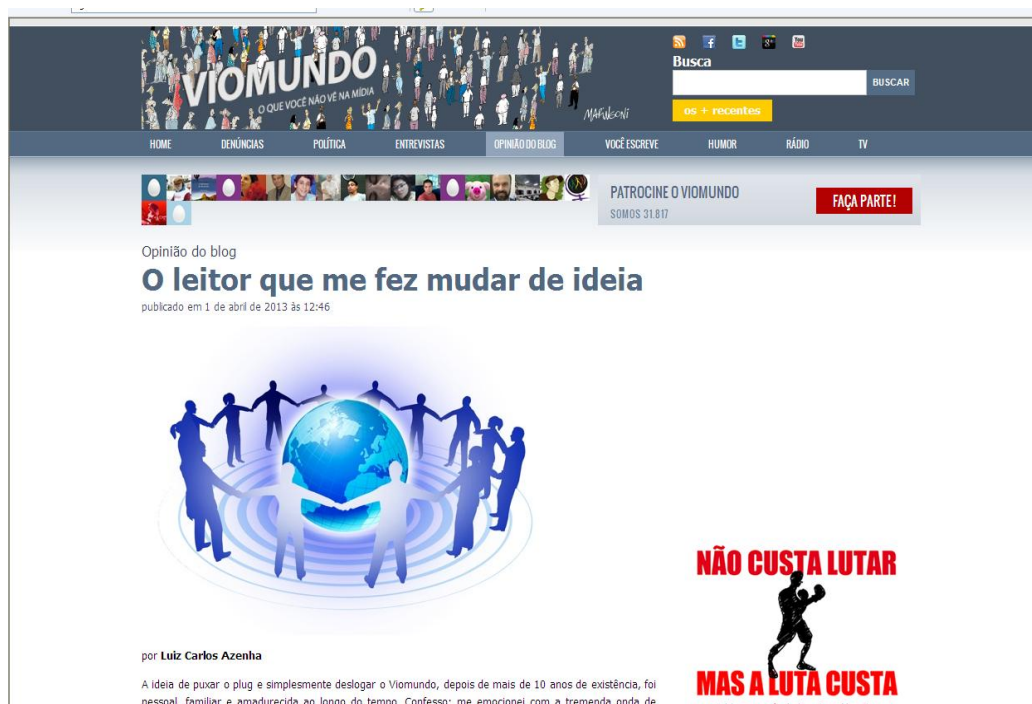 VIOMUNDO
O QUE VOCÊ NÃO VÊ NA MÍDIA
Busca
BUSCAR
os + recentes
HOME DENÚNCIAS POLÍTICA ENTREVISTAS OPINIÃO DO BLOG VOCÊ ESCREVE HUMOR RÁDIO TV
PATROCINE O VIOMUNDO
SOMOS 31.817
FAÇA PARTE!
Opinião do blog
O leitor que me fez mudar de ideia
publicado em 1 de abril de 2013 às 12:46
NÃO CUSTA LUTAR
MAS A LUTA CUSTA
por Luiz Carlos Azenha
A ideia de puxar o plug e simplesmente deslogar o Viomundo, depois de mais de 10 anos de existência, foi
pessoal, familiar e amadurecida ao longo do tempo. Confesso: me emocionei com a tremenda onda de